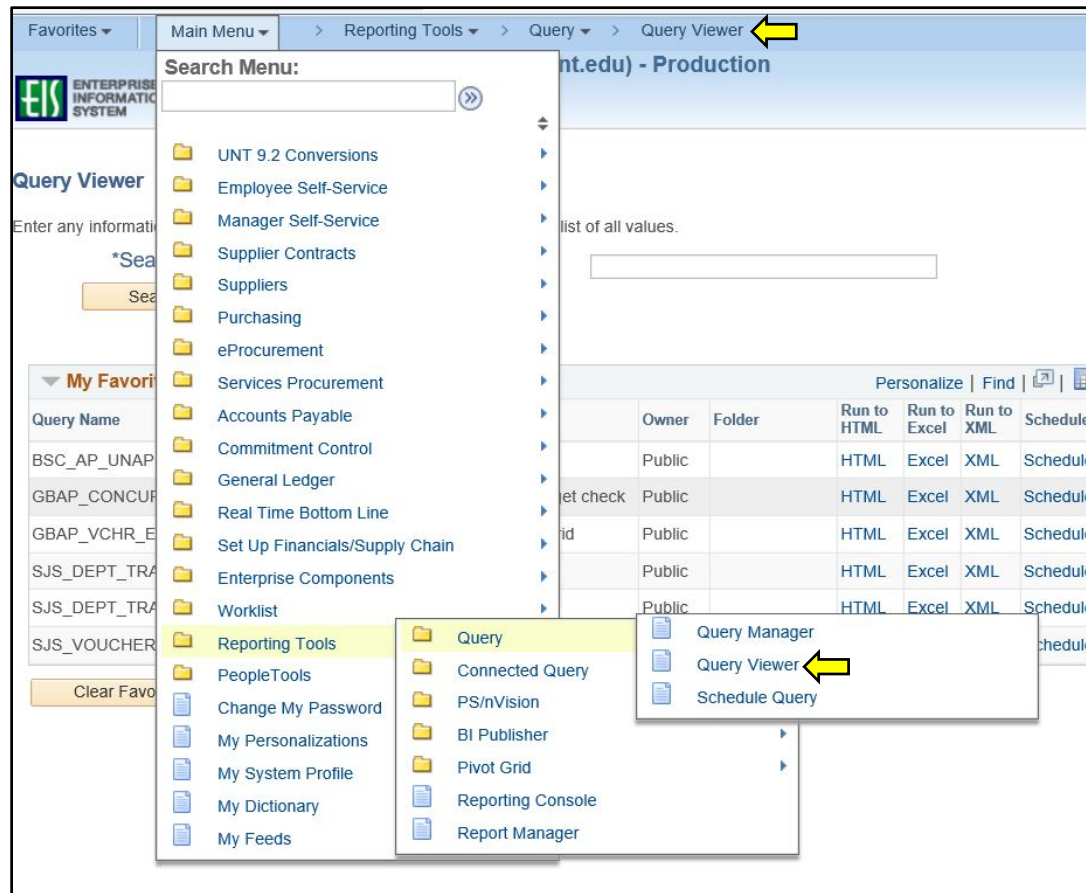 Favorites Main Menu > Reporting Tools > Query > Query Viewer
Search Menu:
nt.edu) - Production
EIS ENTERPRISE
INFORMATIC
SYSTEM
UNT 9.2 Conversions
Query Viewer
Employee Self-Service
Manager Self-Service
Enter any informati list of all values.
Supplier Contracts
*Sea
Suppliers
Sea
Purchasing
eProcurement
Services Procurement
My Favori Personalize | Find |
Accounts Payable
Query Name Owner Folder Run to HTML Run to Excel Run to XML Schedule
Commitment Control
BSC_AP_UNAP Public HTML Excel XML Schedul
General Ledger
GBAP_CONCUR get check Public HTML Excel XML Schedul
Real Time Bottom Line
GBAP_VCHR_E rid Public HTML Excel XML Schedul
Set Up Financials/Supply Chain
SJS_DEPT_TRA Public HTML Excel XML Schedul
Enterprise Components
SJS_DEPT_TRA Public HTML Excel XML Schedul
Worklist
SJS_VOUCHER chedul
Reporting Tools
Query
Query Manager
PeopleTools
Connected Query
Query Viewer
Clear Favo
Change My Password
PS/nVision
Schedule Query
My Personalizations
BI Publisher
My System Profile
Pivot Grid
My Dictionary
Reporting Console
My Feeds
Report Manager